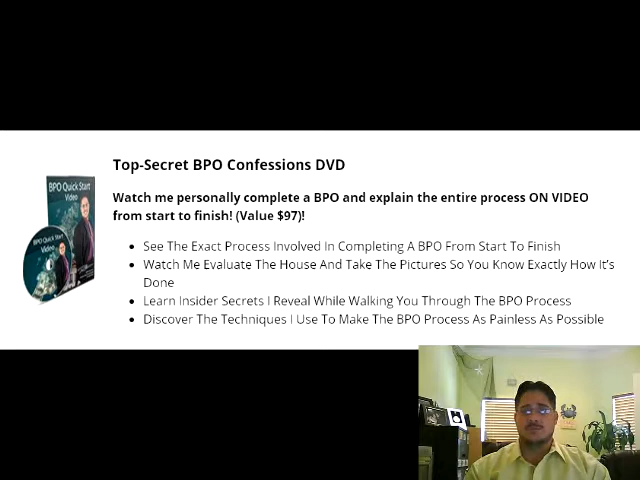 Top-Secret BPO Confessions DVD
Watch me personally complete a BPO and explain the entire process ON VIDEO
from start to finish! (Value $97)!
See The Exact Process Involved In Completing A BPO From Start To Finish
Watch Me Evaluate The House And Take The Pictures So You Know Exactly How It's
Done
Learn Insider Secrets I Reveal While Walking You Through The BPO Process
Discover The Techniques I Use To Make The BPO Process As Painless As Possible
BPO Quick Start
Video
BPO Quick Start
Video